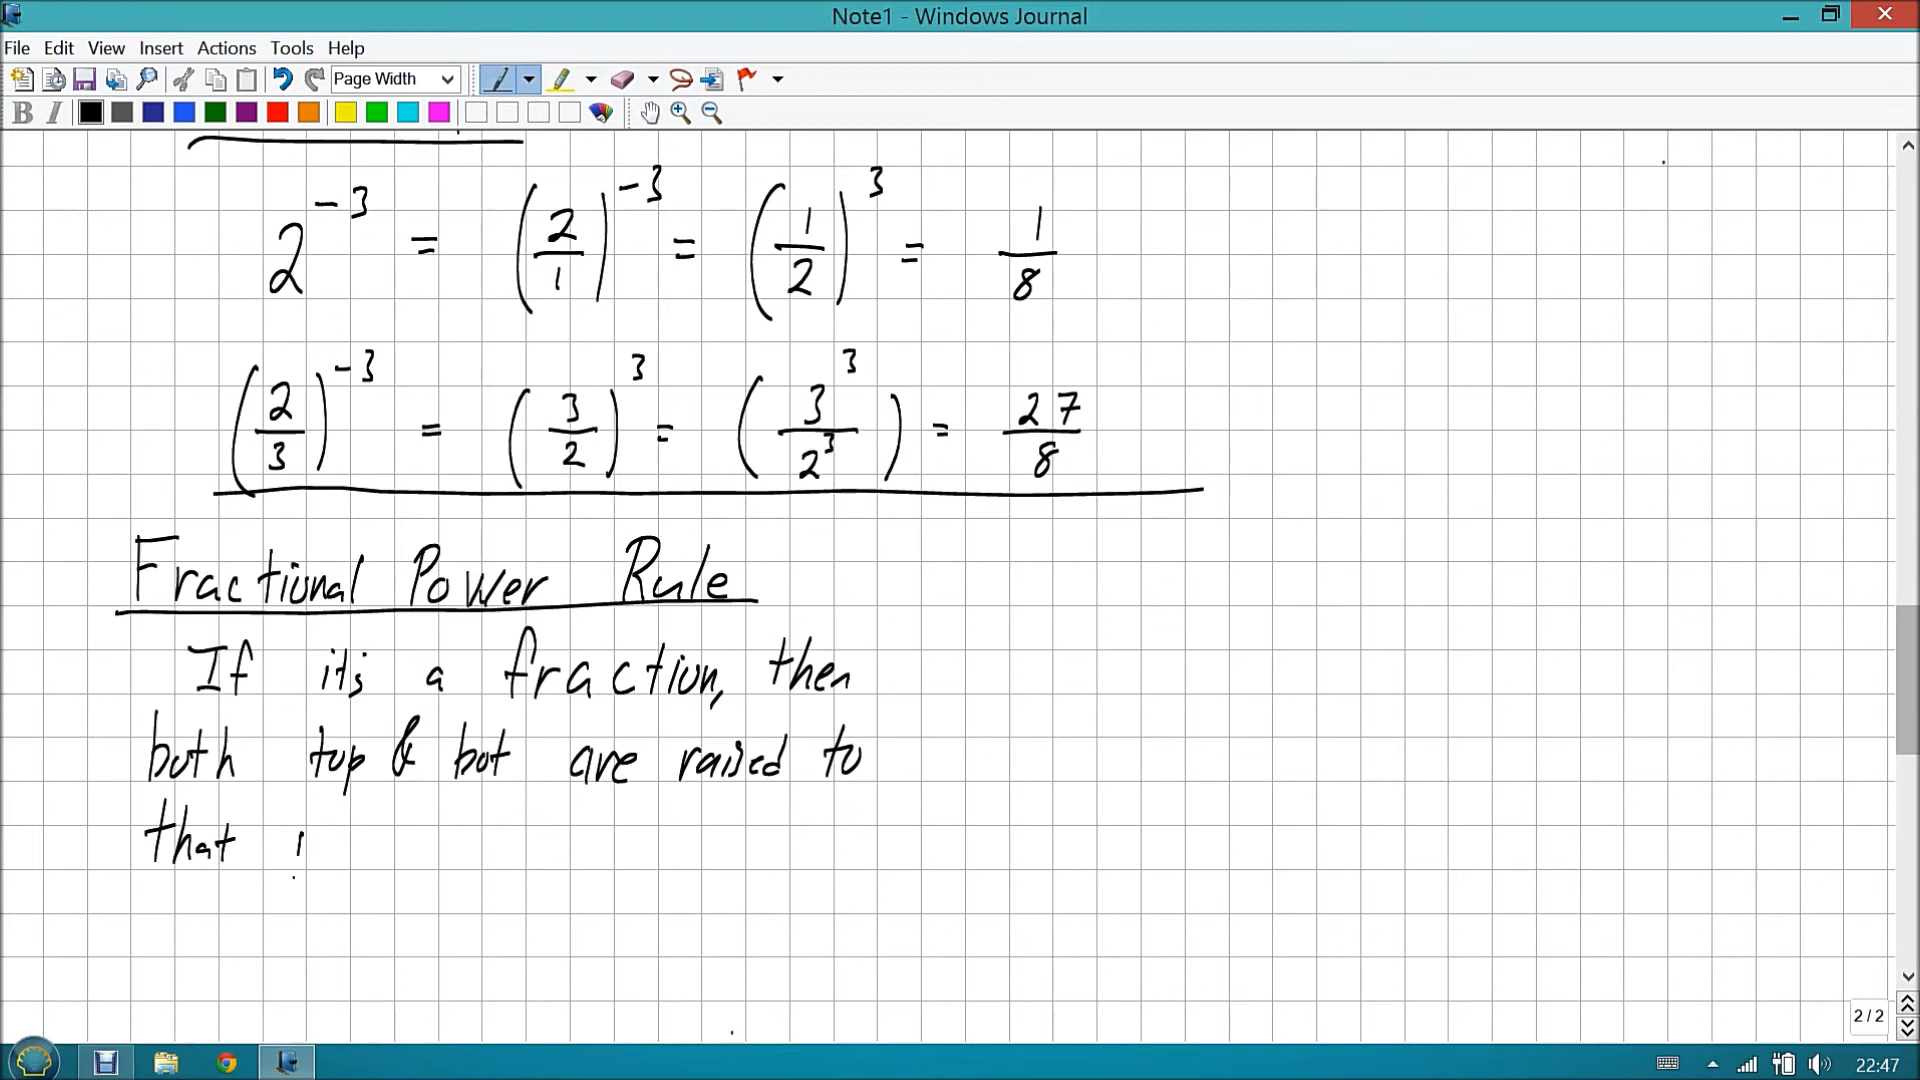 Note1 - Windows Journal
File Edit View Insert Actions Tools Help
Page Width
B I
2^-3 = (2/1)^-3 = (1/2)^3 = 1/8
(2/3)^-3 = (3/2)^3 = (3^3/2^3) = 27/8
Fractional Power Rule
If its a fraction, then
both top & bot are raised to
that
2 / 2
22:47